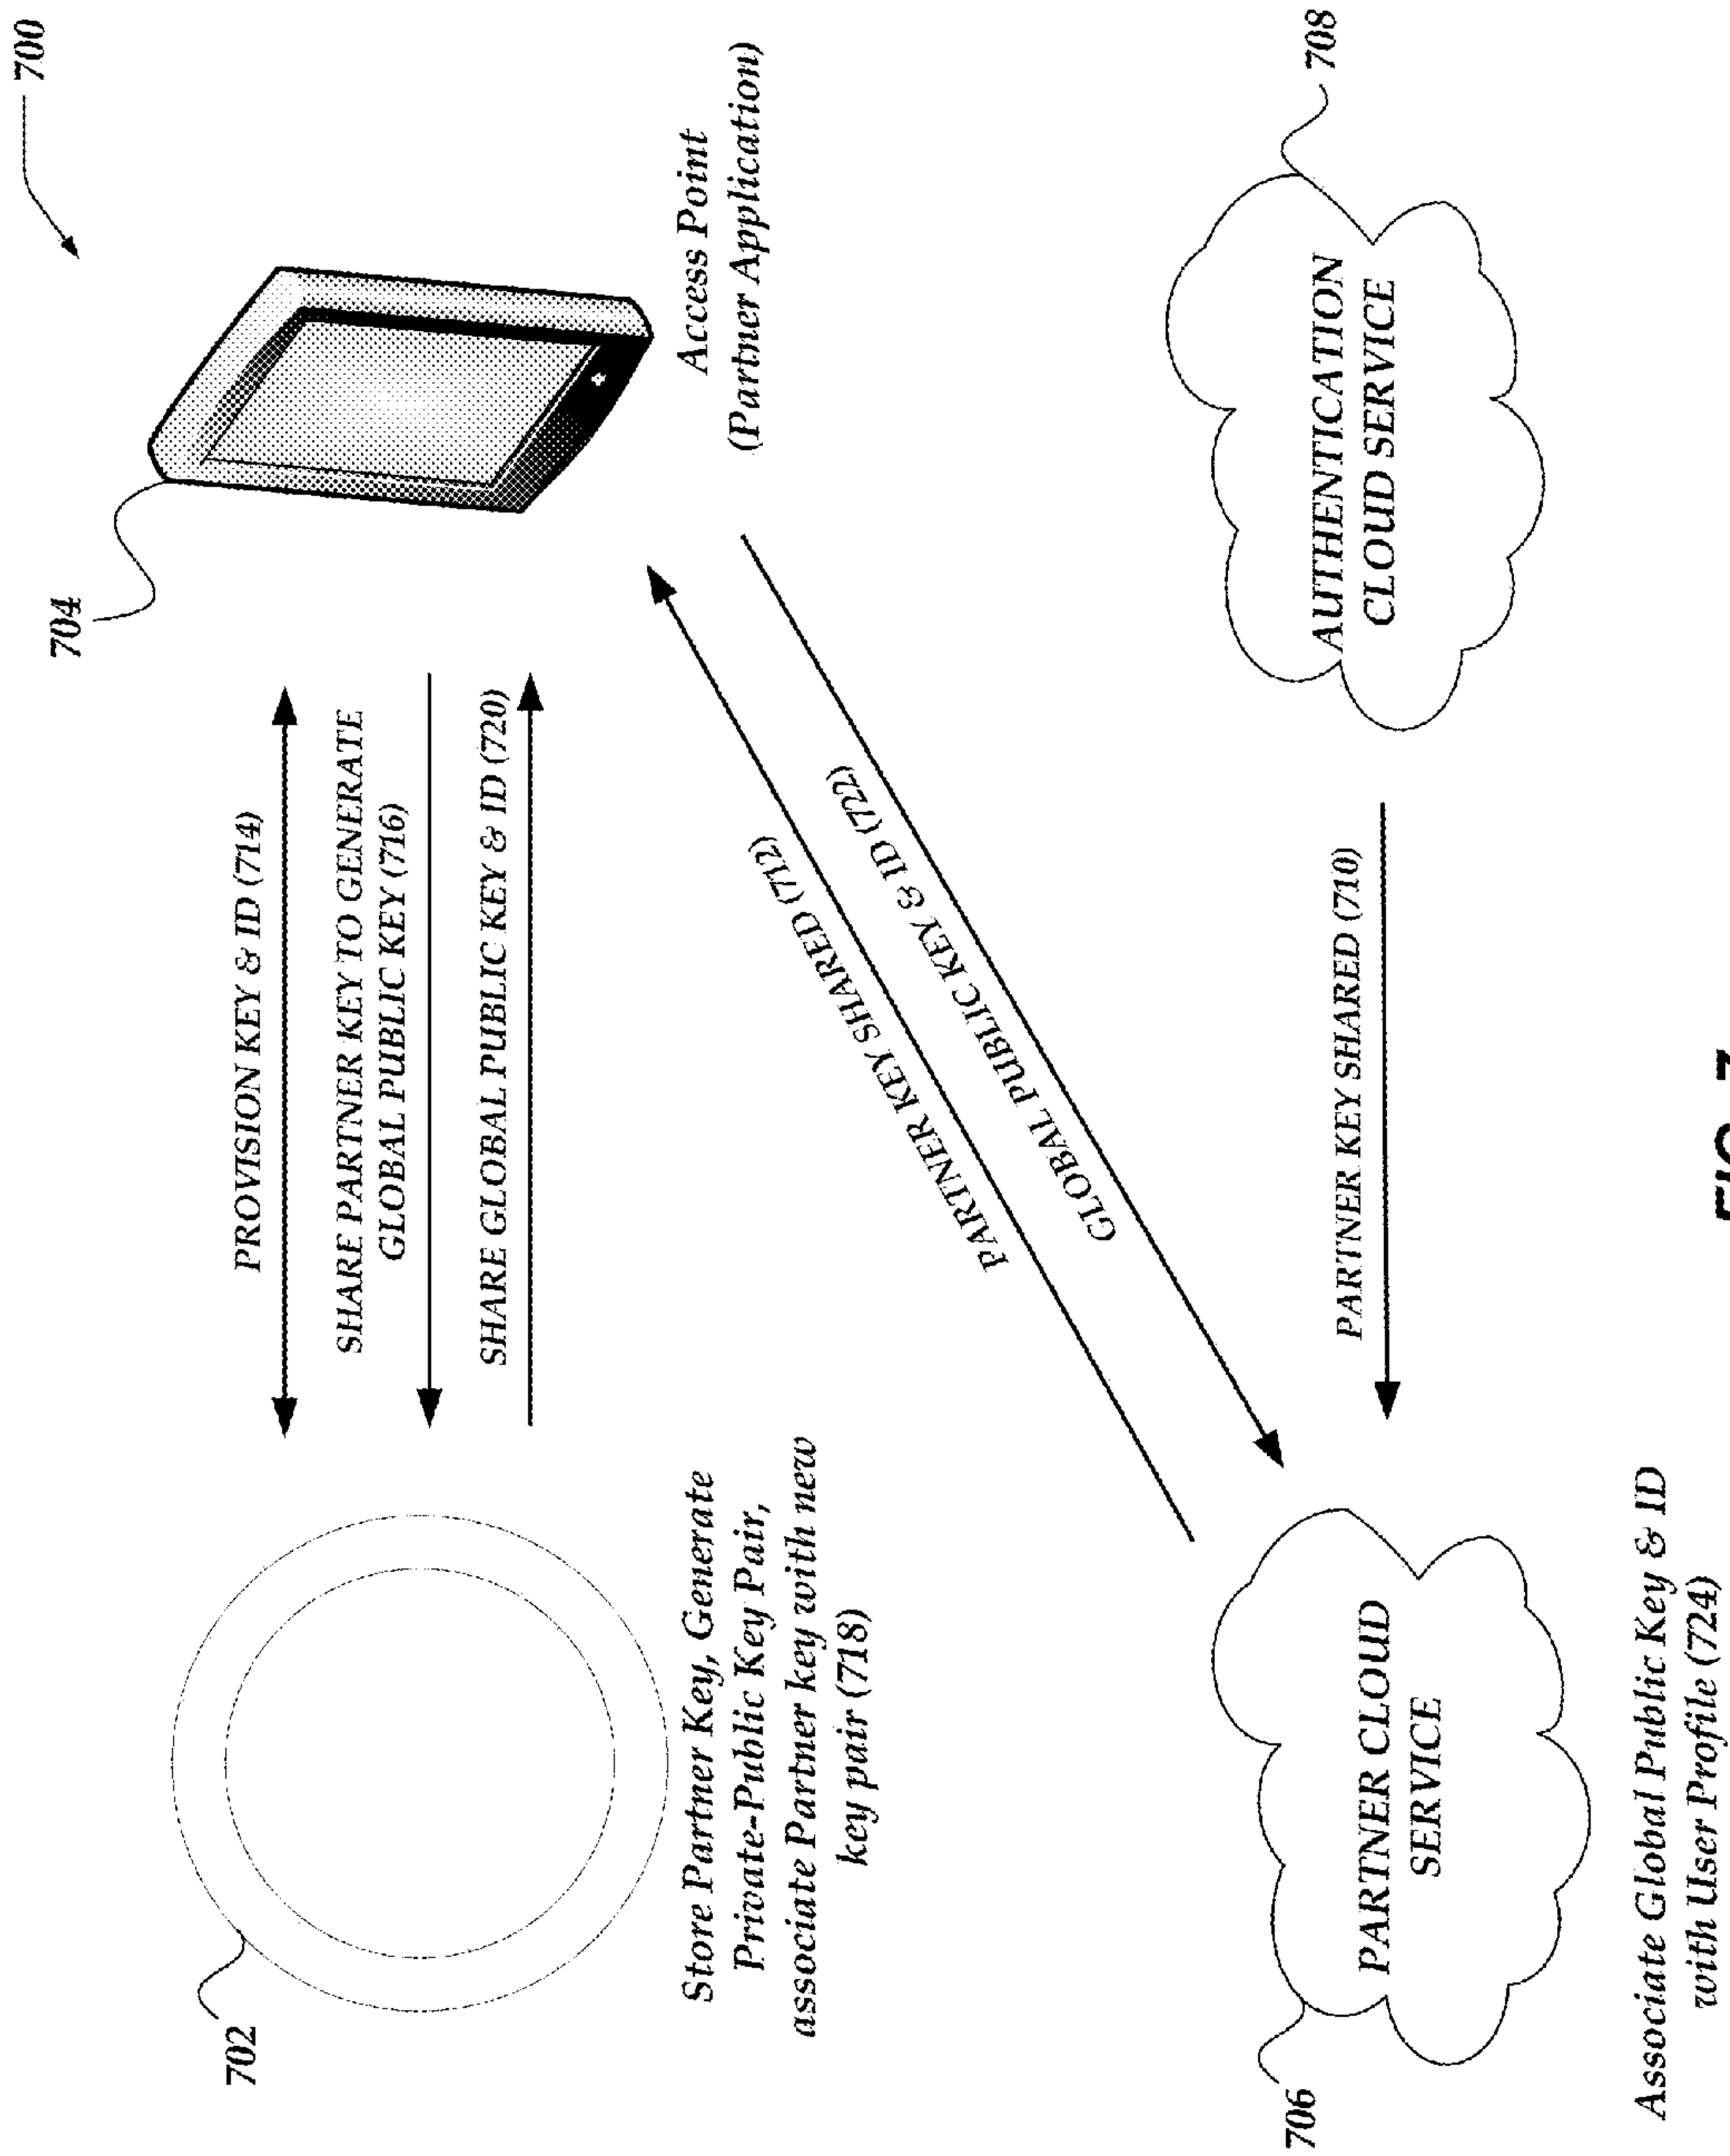 700
704
702
PROVISION KEY & ID (714)
SHARE PARTNER KEY TO GENERATE
GLOBAL PUBLIC KEY (716)
SHARE GLOBAL PUBLIC KEY & ID (720)
Access Point
(Partner Application)
Store Partner Key, Generate
Private-Public Key Pair,
associate Partner key with new
key pair (718)
PARTNER KEY SHARED (712)
GLOBAL PUBLIC KEY & ID (722)
706
708
PARTNER CLOUD
SERVICE
PARTNER KEY SHARED (710)
AUTHENTICATION
CLOUD SERVICE
Associate Global Public Key & ID
with User Profile (724)